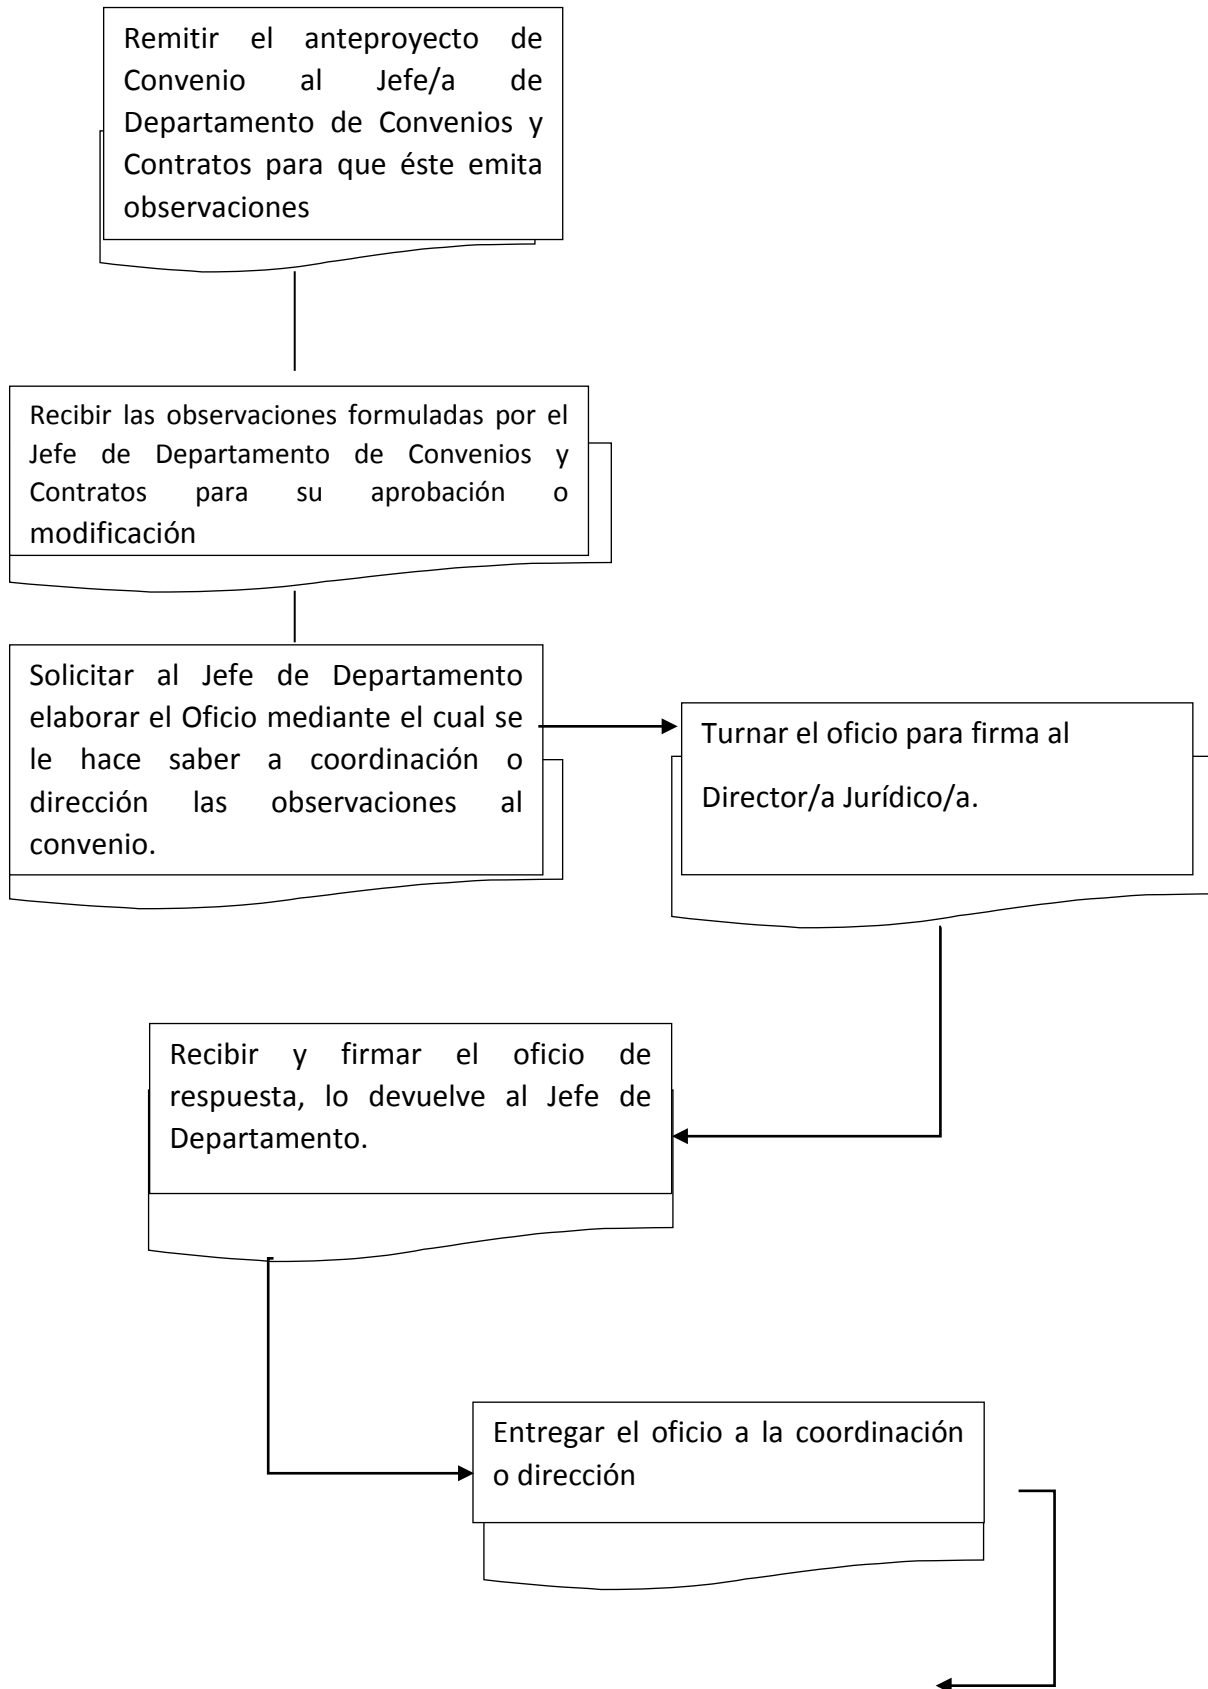 Remitir el anteproyecto de
Convenio al Jefe/a de
Departamento de Convenios y
Contratos para que éste emita
observaciones
Recibir las observaciones formuladas por el
Jefe de Departamento de Convenios y
Contratos para su aprobación o
modificación
Solicitar al Jefe de Departamento
elaborar el Oficio mediante el cual se
le hace saber a coordinación o
dirección las observaciones al
convenio.
Turnar el oficio para firma al
Director/a Jurídico/a.
Recibir y firmar el oficio de
respuesta, lo devuelve al Jefe de
Departamento.
Entregar el oficio a la coordinación
o dirección